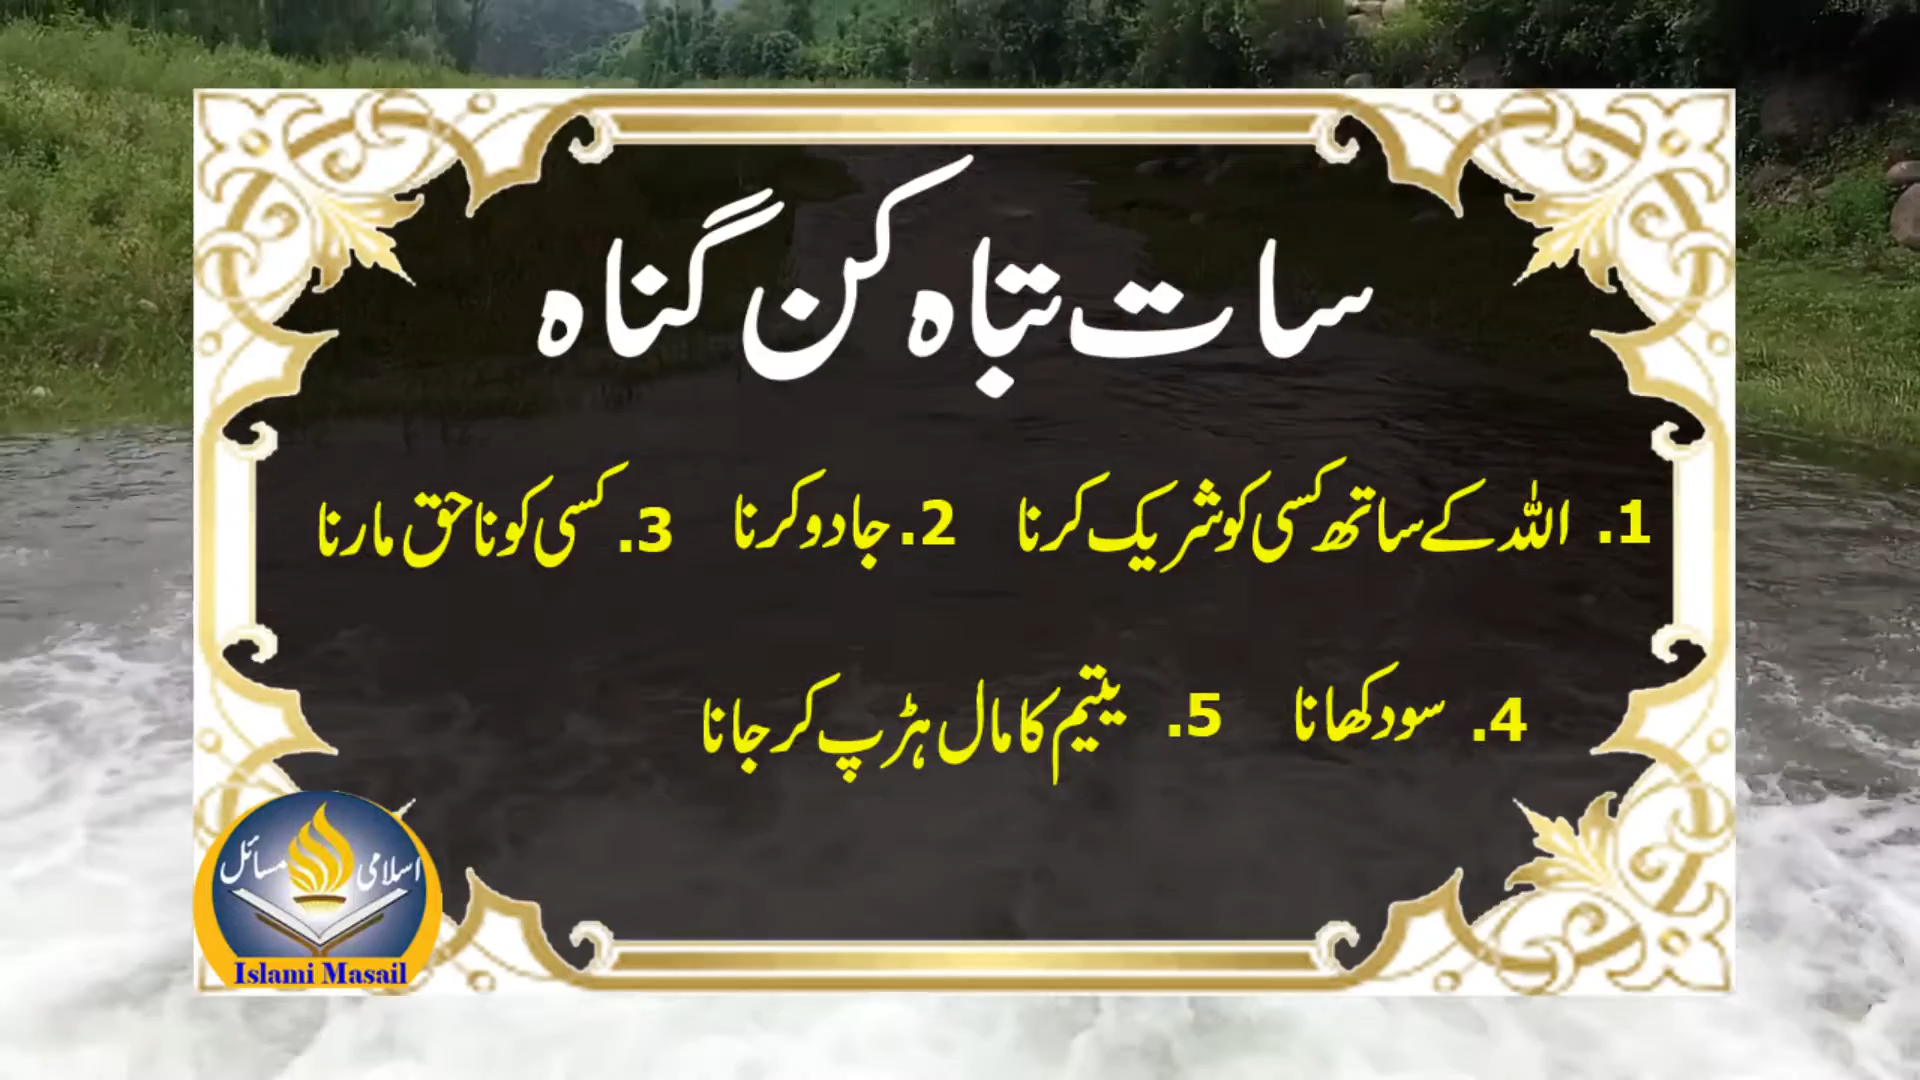 سات تباہ کن گناہ
1. اللہ کے ساتھ کسی کو شریک کرنا 2. جادو کرنا 3. کسی کو ناحق مارنا
4. سود کھانا 5. یتیم کا مال ہڑپ کر جانا
اسلامی مسائل
Islami Masail